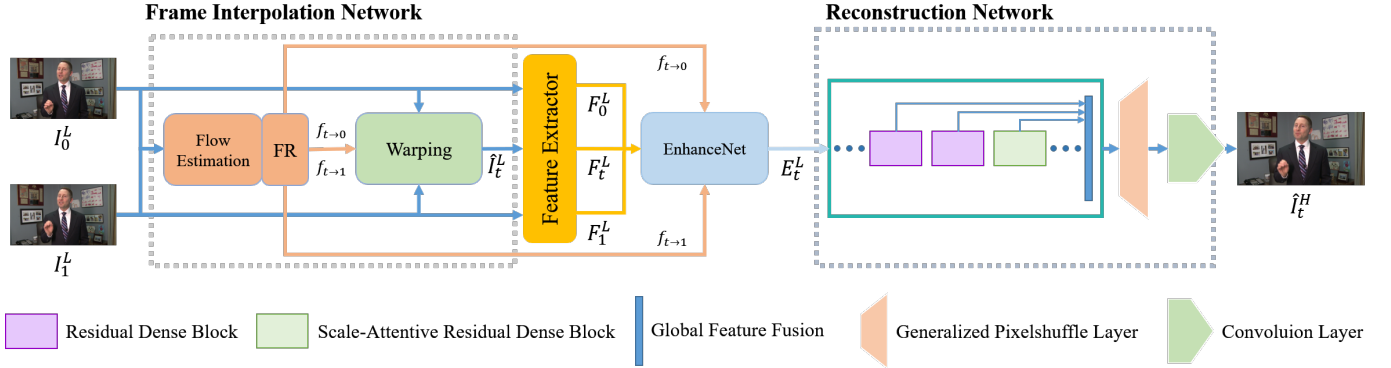 Frame Interpolation Network
Reconstruction Network
I_0^L
I_1^L
Flow
Estimation
FR
f_{t→0}
f_{t→1}
Warping
Î_t^L
Feature Extractor
F_0^L
F_t^L
F_1^L
f_{t→0}
EnhanceNet
f_{t→1}
E_t^L
Î_t^H
Residual Dense Block
Scale-Attentive Residual Dense Block
Global Feature Fusion
Generalized Pixelshuffle Layer
Convoluion Layer